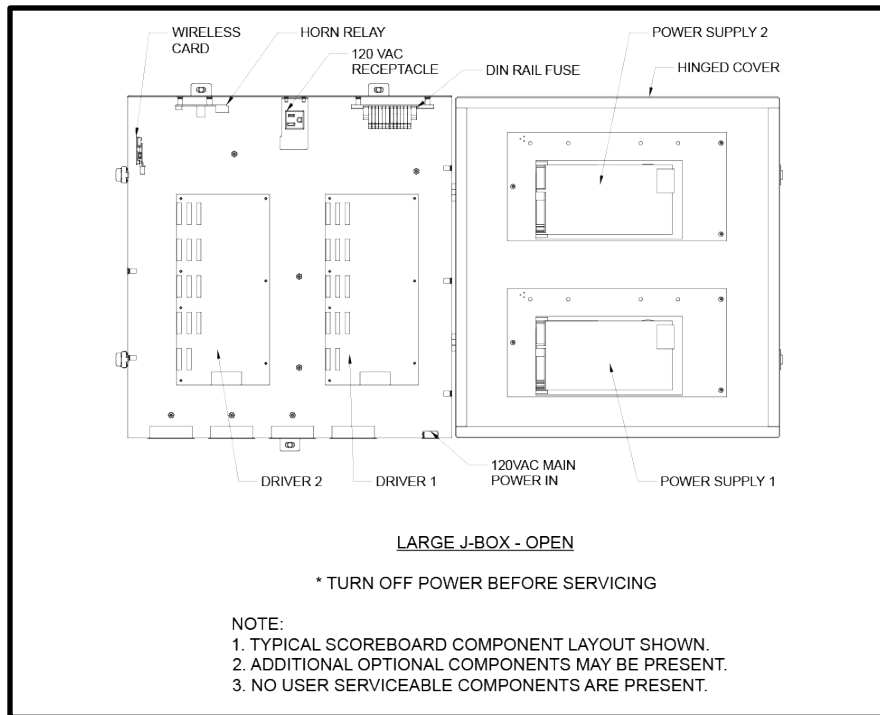 WIRELESS
CARD
HORN RELAY
120 VAC
RECEPTACLE
DIN RAIL FUSE
POWER SUPPLY 2
HINGED COVER
DRIVER 2
DRIVER 1
120VAC MAIN
POWER IN
POWER SUPPLY 1
LARGE J-BOX - OPEN
* TURN OFF POWER BEFORE SERVICING
NOTE:
1. TYPICAL SCOREBOARD COMPONENT LAYOUT SHOWN.
2. ADDITIONAL OPTIONAL COMPONENTS MAY BE PRESENT.
3. NO USER SERVICEABLE COMPONENTS ARE PRESENT.